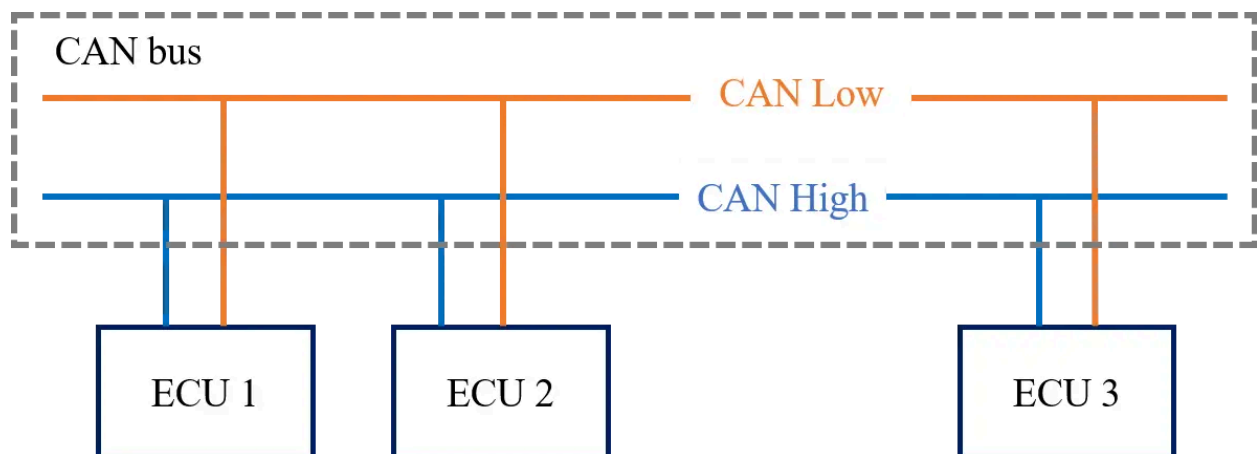 CAN bus
CAN Low
CAN High
ECU 1
ECU 2
ECU 3